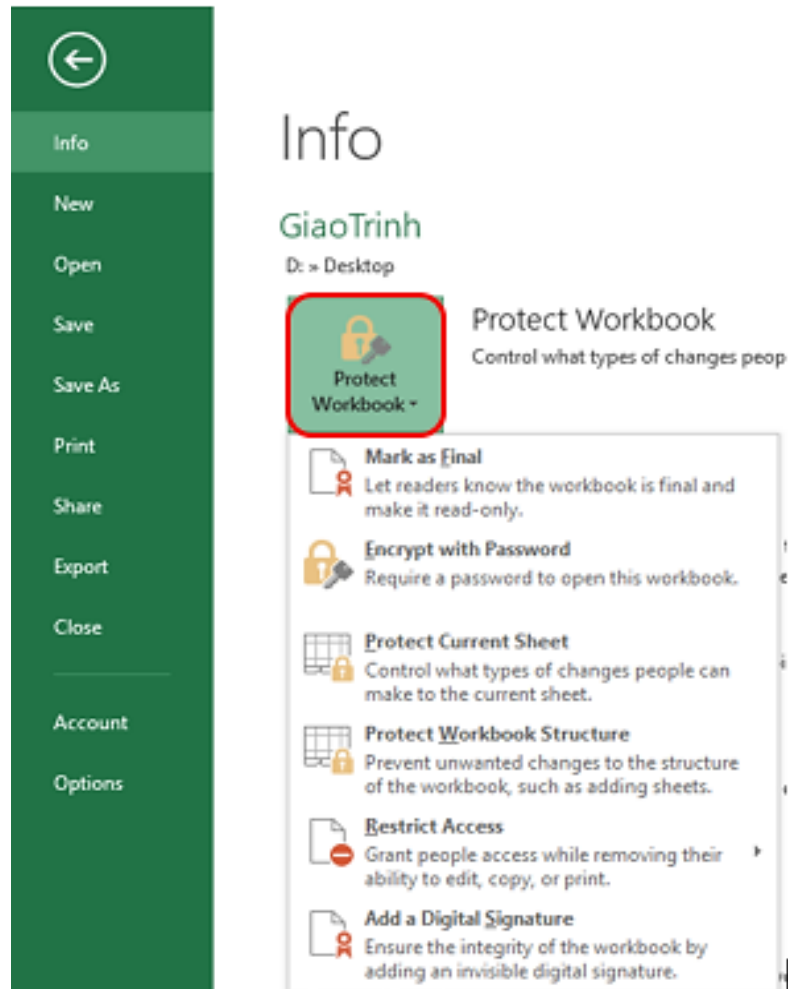 Info
New
Open
Save
Save As
Print
Share
Export
Close
Account
Options
Info
GiaoTrinh
D: » Desktop
Protect
Workbook
Protect Workbook
Control what types of changes peop
Mark as Final
Let readers know the workbook is final and
make it read-only.
Encrypt with Password
Require a password to open this workbook.
Protect Current Sheet
Control what types of changes people can
make to the current sheet.
Protect Workbook Structure
Prevent unwanted changes to the structure
of the workbook, such as adding sheets.
Restrict Access
Grant people access while removing their
ability to edit, copy, or print.
Add a Digital Signature
Ensure the integrity of the workbook by
adding an invisible digital signature.